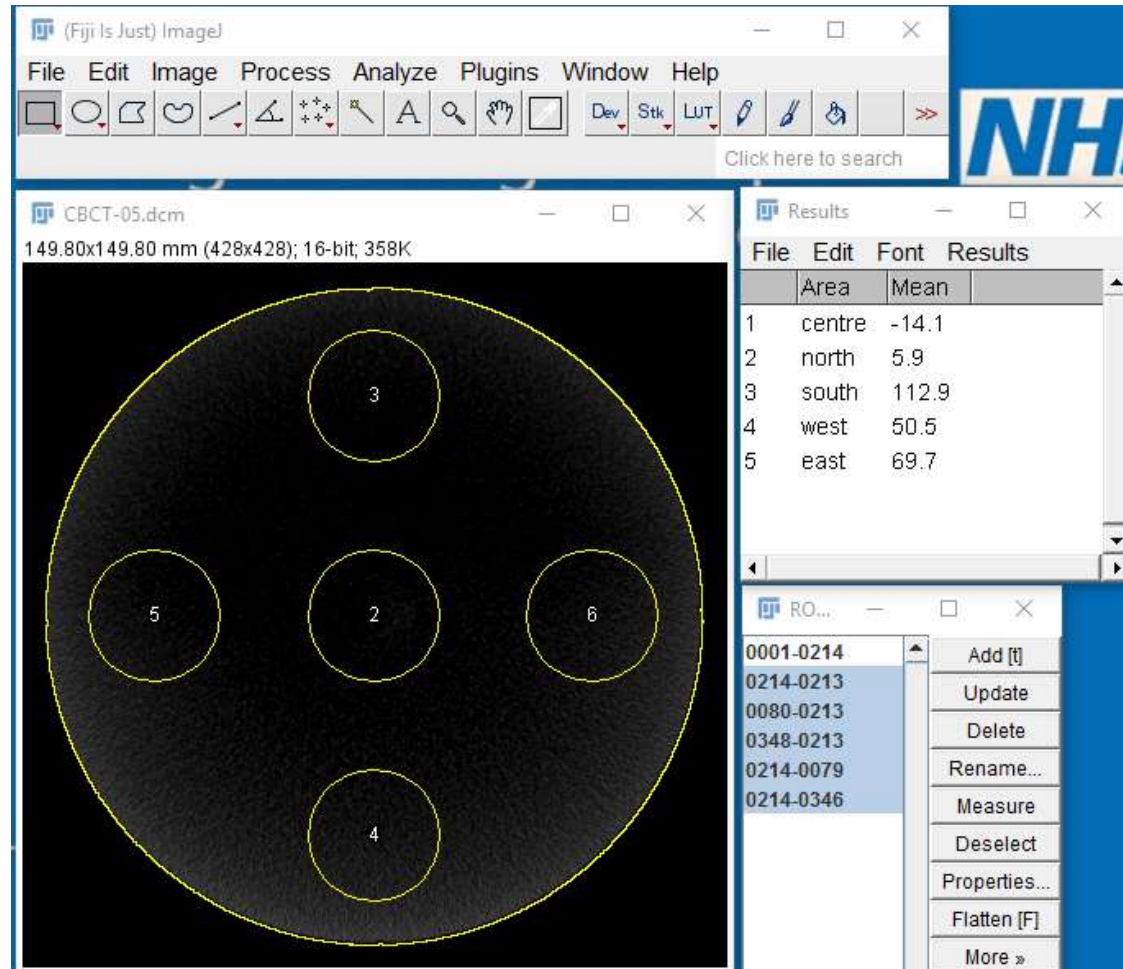 (Fiji Is Just) ImageJ
File Edit Image Process Analyze Plugins Window Help
A Dev Stk LUT >>
Click here to search
CBCT-05.dcm
149.80x149.80 mm (428x428); 16-bit; 358K
3
5 2 6
4
Results
File Edit Font Results
Area Mean
1 centre -14.1
2 north 5.9
3 south 112.9
4 west 50.5
5 east 69.7
RO...
0001-0214
0214-0213
0080-0213
0348-0213
0214-0079
0214-0346
Add [t]
Update
Delete
Rename...
Measure
Deselect
Properties...
Flatten [F]
More »